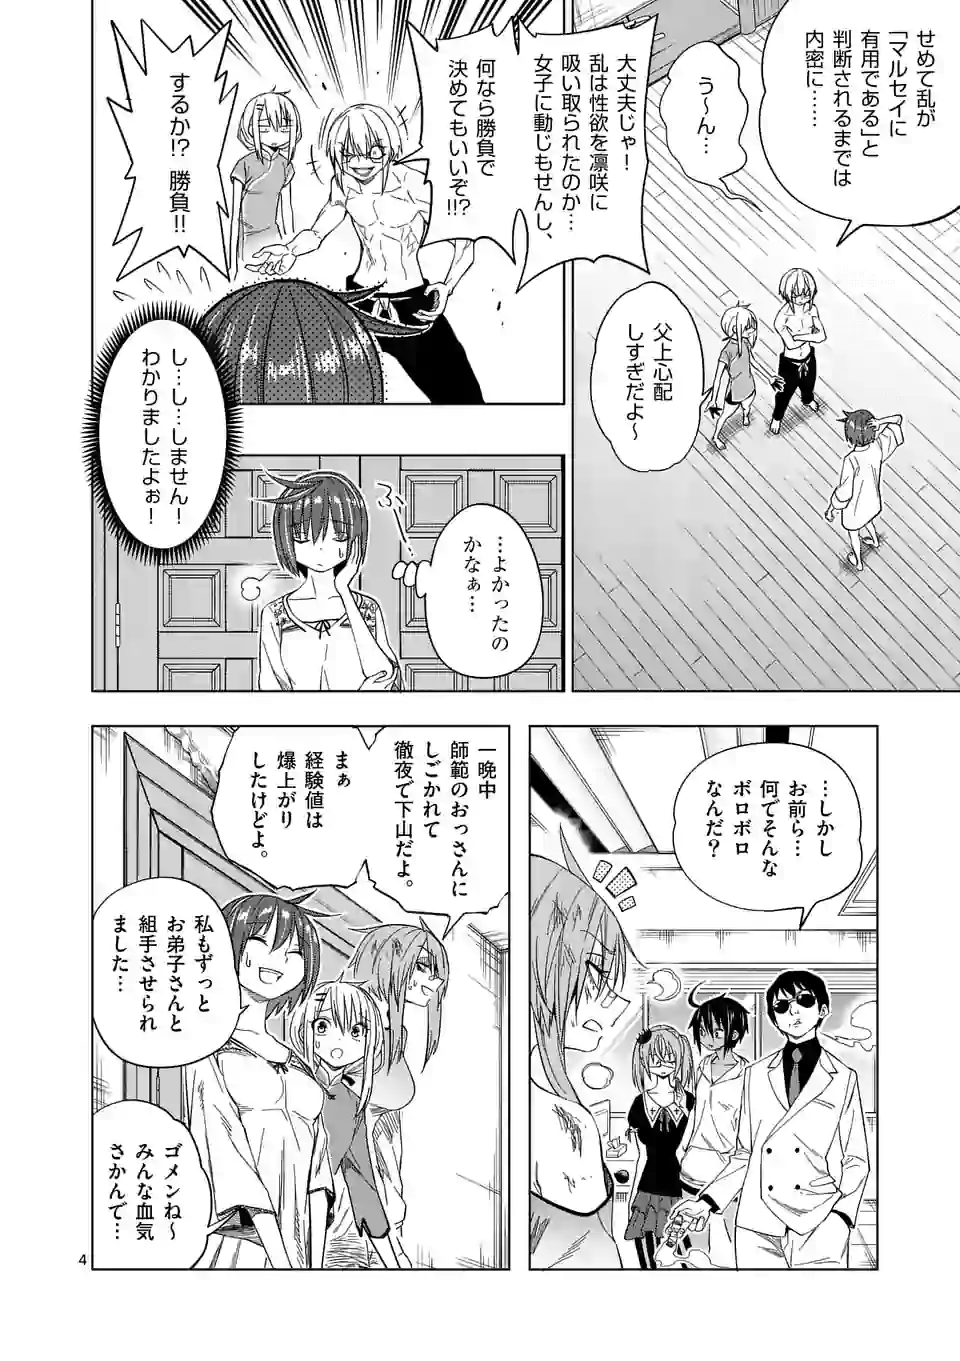 せめて乱が
「マルセイに
有用である」と
判断されるまでは
内密に……
う～ん…
父上心配
しすぎだよ～
大丈夫じゃ！
乱は性欲を凛咲に
吸い取られたのか…
女子に動じもせんし、
何なら勝負で
決めてもいいぞ!!?
するか!?勝負!!
し…し…しません！
わかりましたよぉ！
ふぅ…
…よかったの
かなぁ…
…しかし
お前ら…
何でそんな
ボロボロ
なんだ？
一晩中
師範のおっさんに
しごかれて
徹夜で下山だよ。
まぁ
経験値は
爆上がり
したけどよ。
私もずっと
お弟子さんと
組手させられ
ました…
ゴメンね～
みんな血気
さかんで…
4